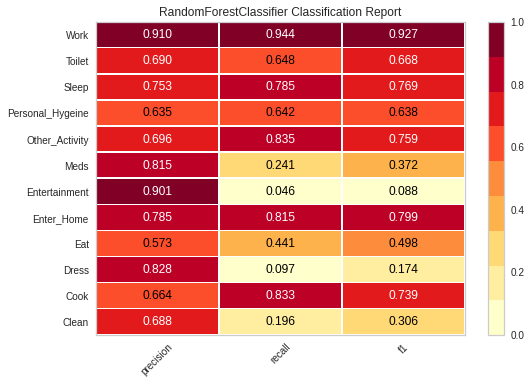 RandomForestClassifier Classification Report
Work 0.910 0.944 0.927
Toilet 0.690 0.648 0.668
Sleep 0.753 0.785 0.769
Personal_Hygeine 0.635 0.642 0.638
Other_Activity 0.696 0.835 0.759
Meds 0.815 0.241 0.372
Entertainment 0.901 0.046 0.088
Enter_Home 0.785 0.815 0.799
Eat 0.573 0.441 0.498
Dress 0.828 0.097 0.174
Cook 0.664 0.833 0.739
Clean 0.688 0.196 0.306
precision recall f1
1.0
0.8
0.6
0.4
0.2
0.0